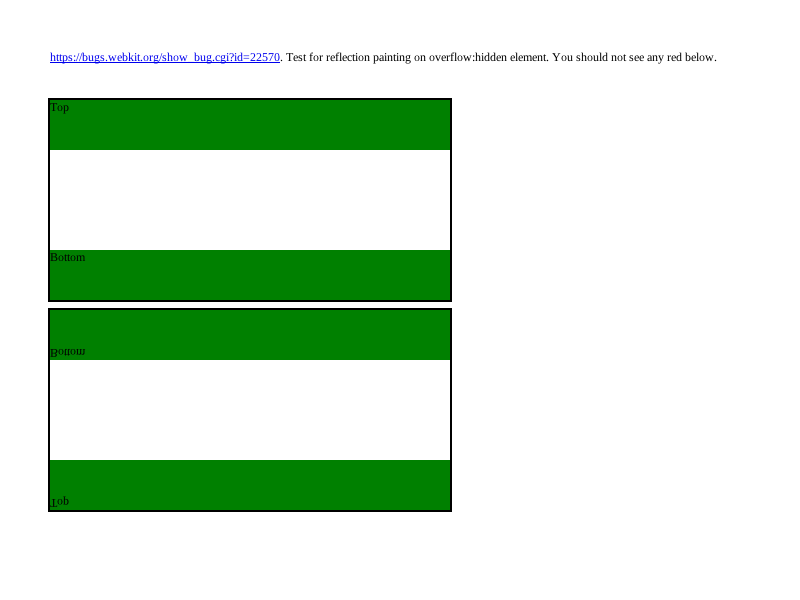 https://bugs.webkit.org/show_bug.cgi?id=22570. Test for reflection painting on overflow:hidden element. You should not see any red below.
Top
Bottom
Bottom
Top